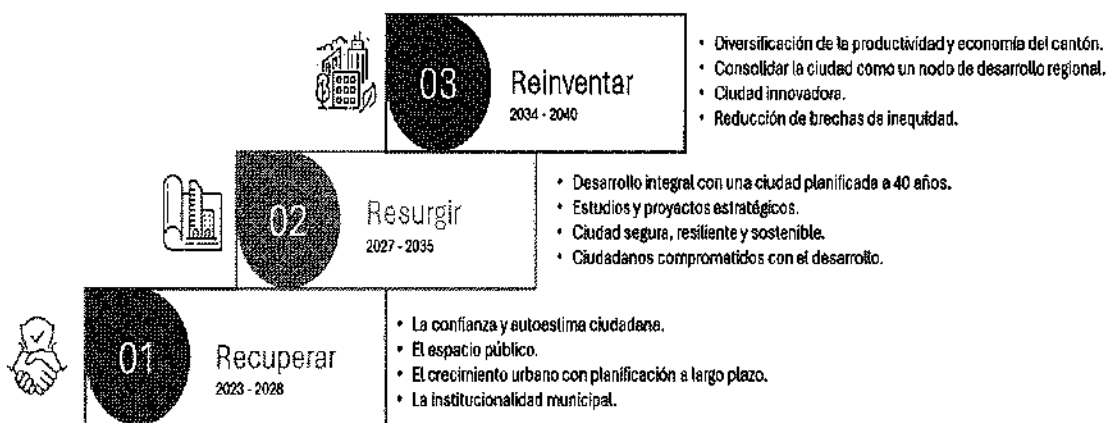 03
Reinventar
2034 - 2040
• Diversificación de la productividad y economía del cantón.
• Consolidar la ciudad como un nodo de desarrollo regional.
• Ciudad innovadora.
• Reducción de brechas de inequidad.
02
Resurgir
2027 - 2035
• Desarrollo integral con una ciudad planificada a 40 años.
• Estudios y proyectos estratégicos.
• Ciudad segura, resiliente y sostenible.
• Ciudadanos comprometidos con el desarrollo.
01
Recuperar
2023 - 2028
• La confianza y autoestima ciudadana.
• El espacio público.
• El crecimiento urbano con planificación a largo plazo.
• La institucionalidad municipal.